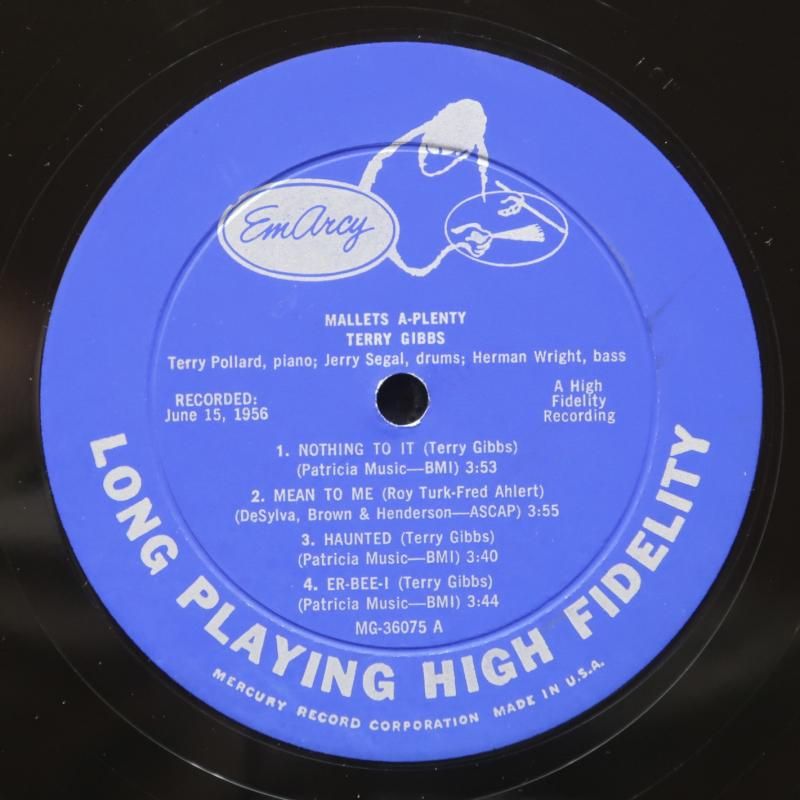 EmArcy
MALLETS A-PLENTY
TERRY GIBBS
Terry Pollard, piano; Jerry Segal, drums; Herman Wright, bass
RECORDED:
June 15, 1956
A High
Fidelity
Recording
1. NOTHING TO IT (Terry Gibbs)
(Patricia Music—BMI) 3:53
2. MEAN TO ME (Roy Turk-Fred Ahlert)
(DeSylva, Brown & Henderson—ASCAP) 3:55
3. HAUNTED (Terry Gibbs)
(Patricia Music—BMI) 3:40
4. ER-BEE-I (Terry Gibbs)
(Patricia Music—BMI) 3:44
MG-36075 A
LONG PLAYING HIGH FIDELITY
MERCURY RECORD CORPORATION MADE IN U.S.A.